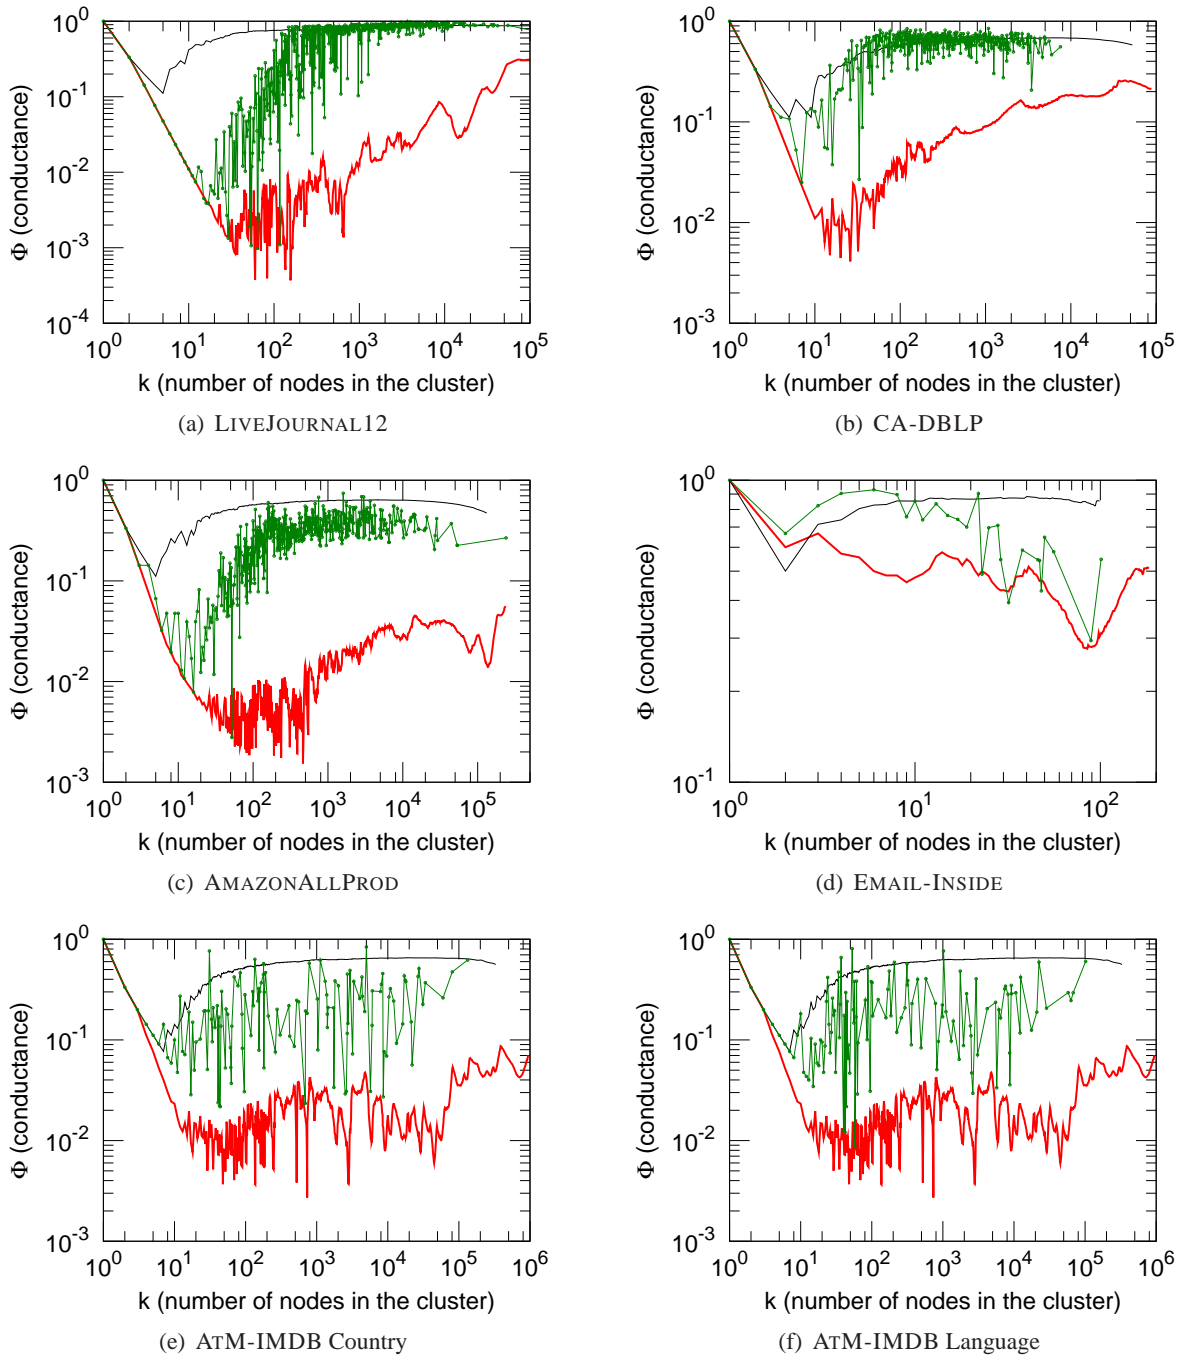 10^0
10^-1
10^-2
10^-3
10^-4
Φ (conductance)
10^0 10^1 10^2 10^3 10^4 10^5
k (number of nodes in the cluster)
(a) LIVEJOURNAL12
10^0
10^-1
10^-2
10^-3
Φ (conductance)
10^0 10^1 10^2 10^3 10^4 10^5
k (number of nodes in the cluster)
(b) CA-DBLP
10^0
10^-1
10^-2
10^-3
Φ (conductance)
10^0 10^1 10^2 10^3 10^4 10^5
k (number of nodes in the cluster)
(c) AMAZONALLPROD
10^0
10^-1
Φ (conductance)
10^0 10^1 10^2
k (number of nodes in the cluster)
(d) EMAIL-INSIDE
10^0
10^-1
10^-2
10^-3
Φ (conductance)
10^0 10^1 10^2 10^3 10^4 10^5 10^6
k (number of nodes in the cluster)
(e) ATM-IMDB Country
10^0
10^-1
10^-2
10^-3
Φ (conductance)
10^0 10^1 10^2 10^3 10^4 10^5 10^6
k (number of nodes in the cluster)
(f) ATM-IMDB Language